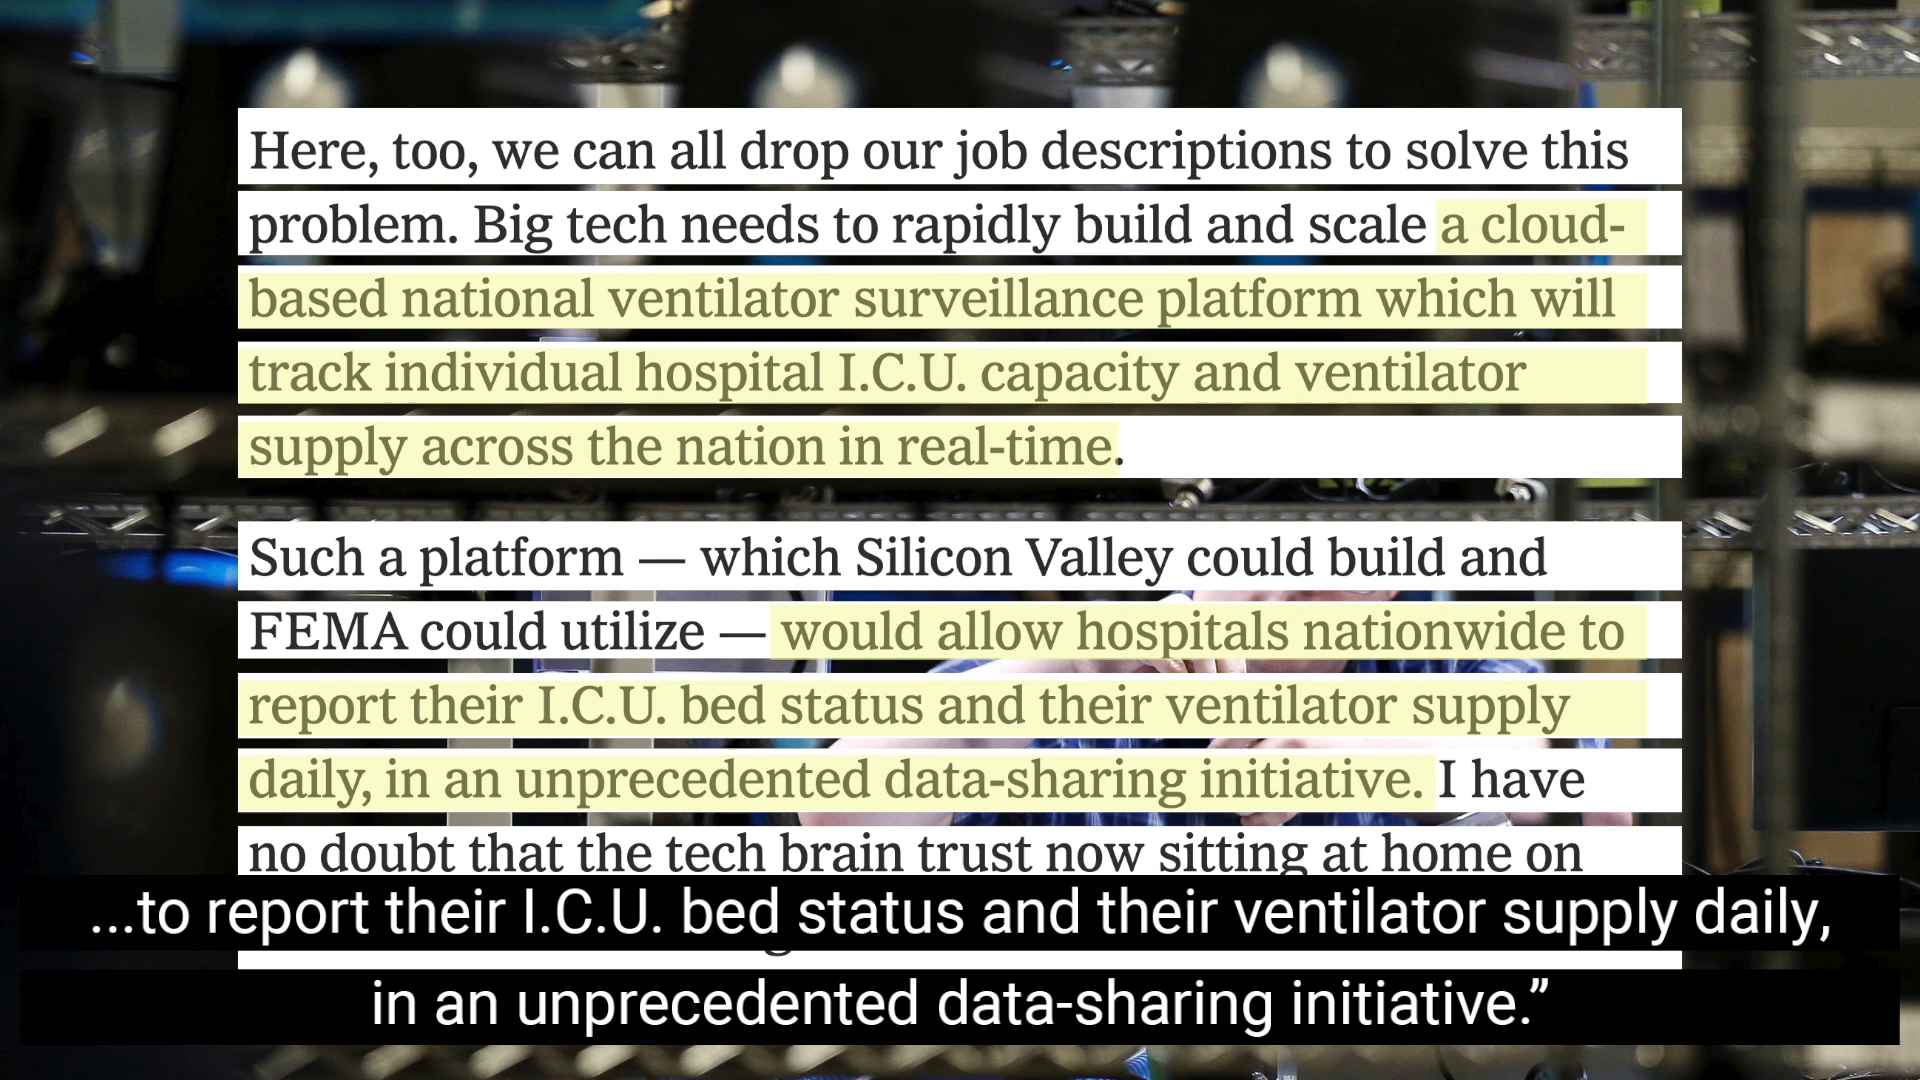 Here, too, we can all drop our job descriptions to solve this
problem. Big tech needs to rapidly build and scale a cloud-
based national ventilator surveillance platform which will
track individual hospital I.C.U. capacity and ventilator
supply across the nation in real-time.
Such a platform — which Silicon Valley could build and
FEMA could utilize — would allow hospitals nationwide to
report their I.C.U. bed status and their ventilator supply
daily, in an unprecedented data-sharing initiative. I have
no doubt that the tech brain trust now sitting at home on
...to report their I.C.U. bed status and their ventilator supply daily,
in an unprecedented data-sharing initiative.”